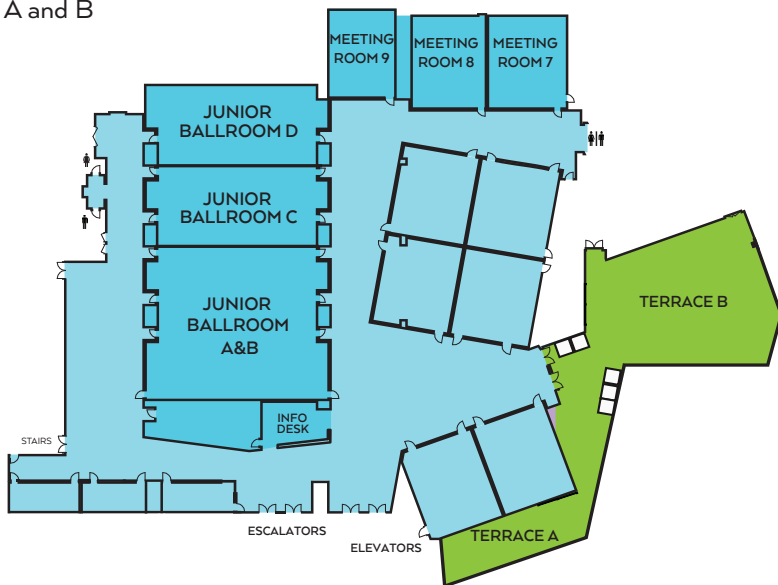 A and B
MEETING
ROOM 9
MEETING
ROOM 8
MEETING
ROOM 7
JUNIOR
BALLROOM D
JUNIOR
BALLROOM C
JUNIOR
BALLROOM
A&B
TERRACE B
INFO
DESK
STAIRS
ESCALATORS
ELEVATORS
TERRACE A